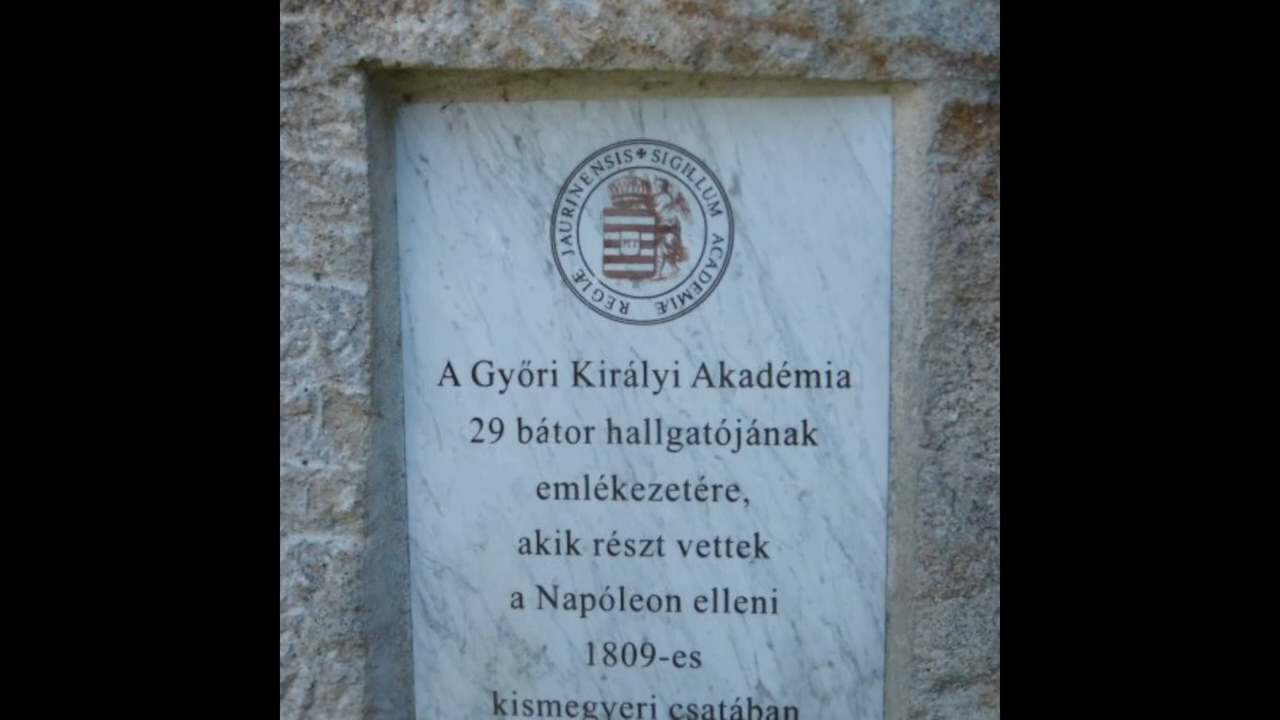 SIGILLUM ACADEMIÆ REGIÆ JAURINENSIS
MT
A Győri Királyi Akadémia
29 bátor hallgatójának
emlékezetére,
akik részt vettek
a Napóleon elleni
1809-es
kismegyeri csatában